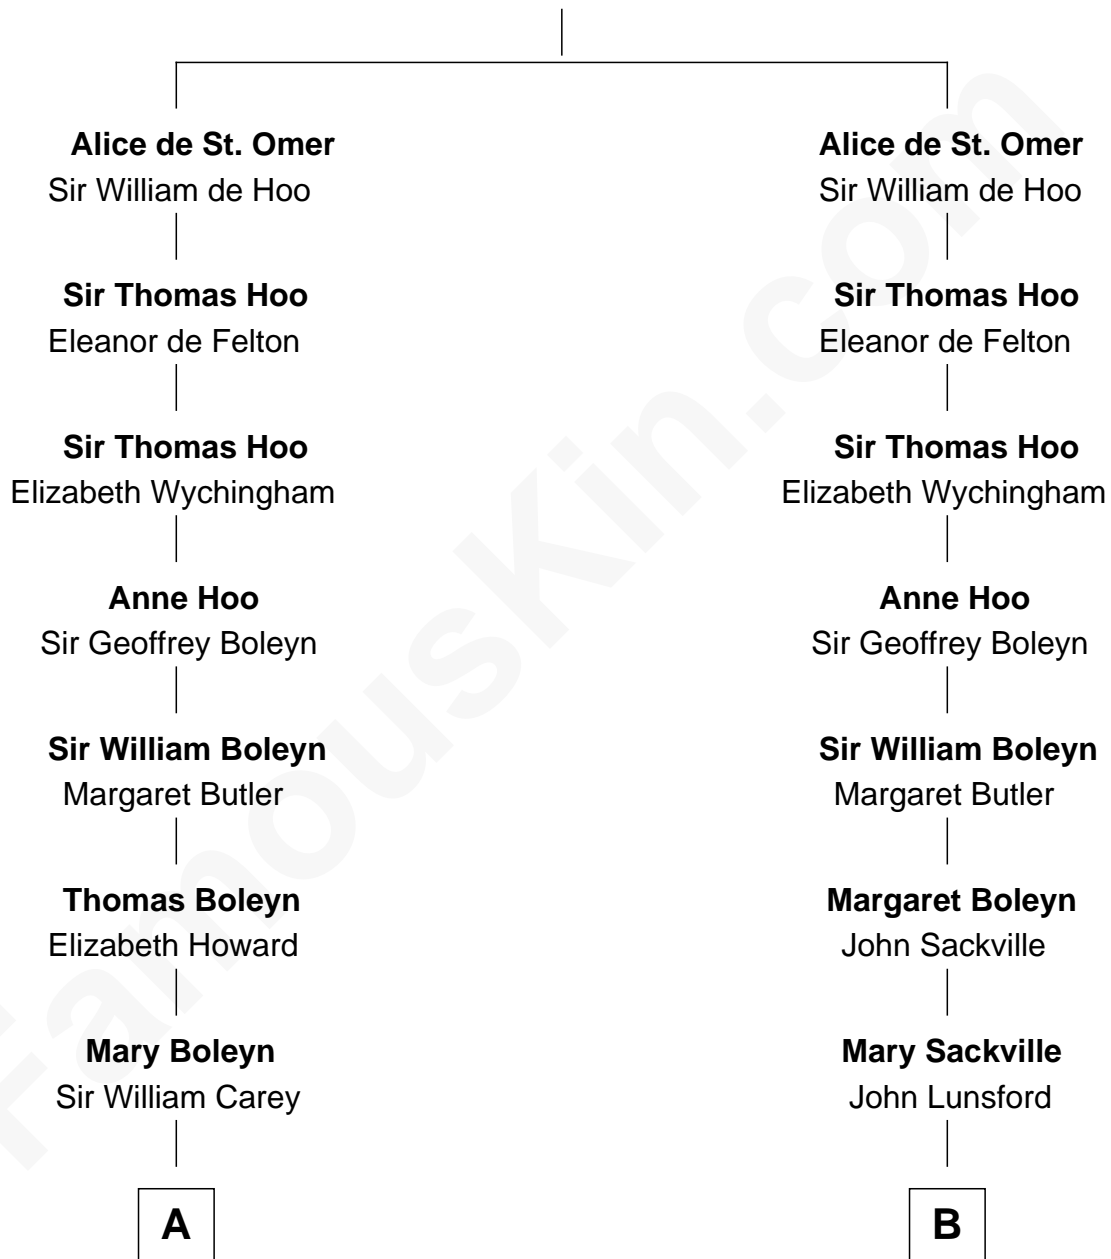 Alice de St. Omer
Sir William de Hoo
Sir Thomas Hoo
Eleanor de Felton
Sir Thomas Hoo
Elizabeth Wychingham
Anne Hoo
Sir Geoffrey Boleyn
Sir William Boleyn
Margaret Butler
Thomas Boleyn
Elizabeth Howard
Mary Boleyn
Sir William Carey
A
Alice de St. Omer
Sir William de Hoo
Sir Thomas Hoo
Eleanor de Felton
Sir Thomas Hoo
Elizabeth Wychingham
Anne Hoo
Sir Geoffrey Boleyn
Sir William Boleyn
Margaret Butler
Margaret Boleyn
John Sackville
Mary Sackville
John Lunsford
B
FamousKin.com